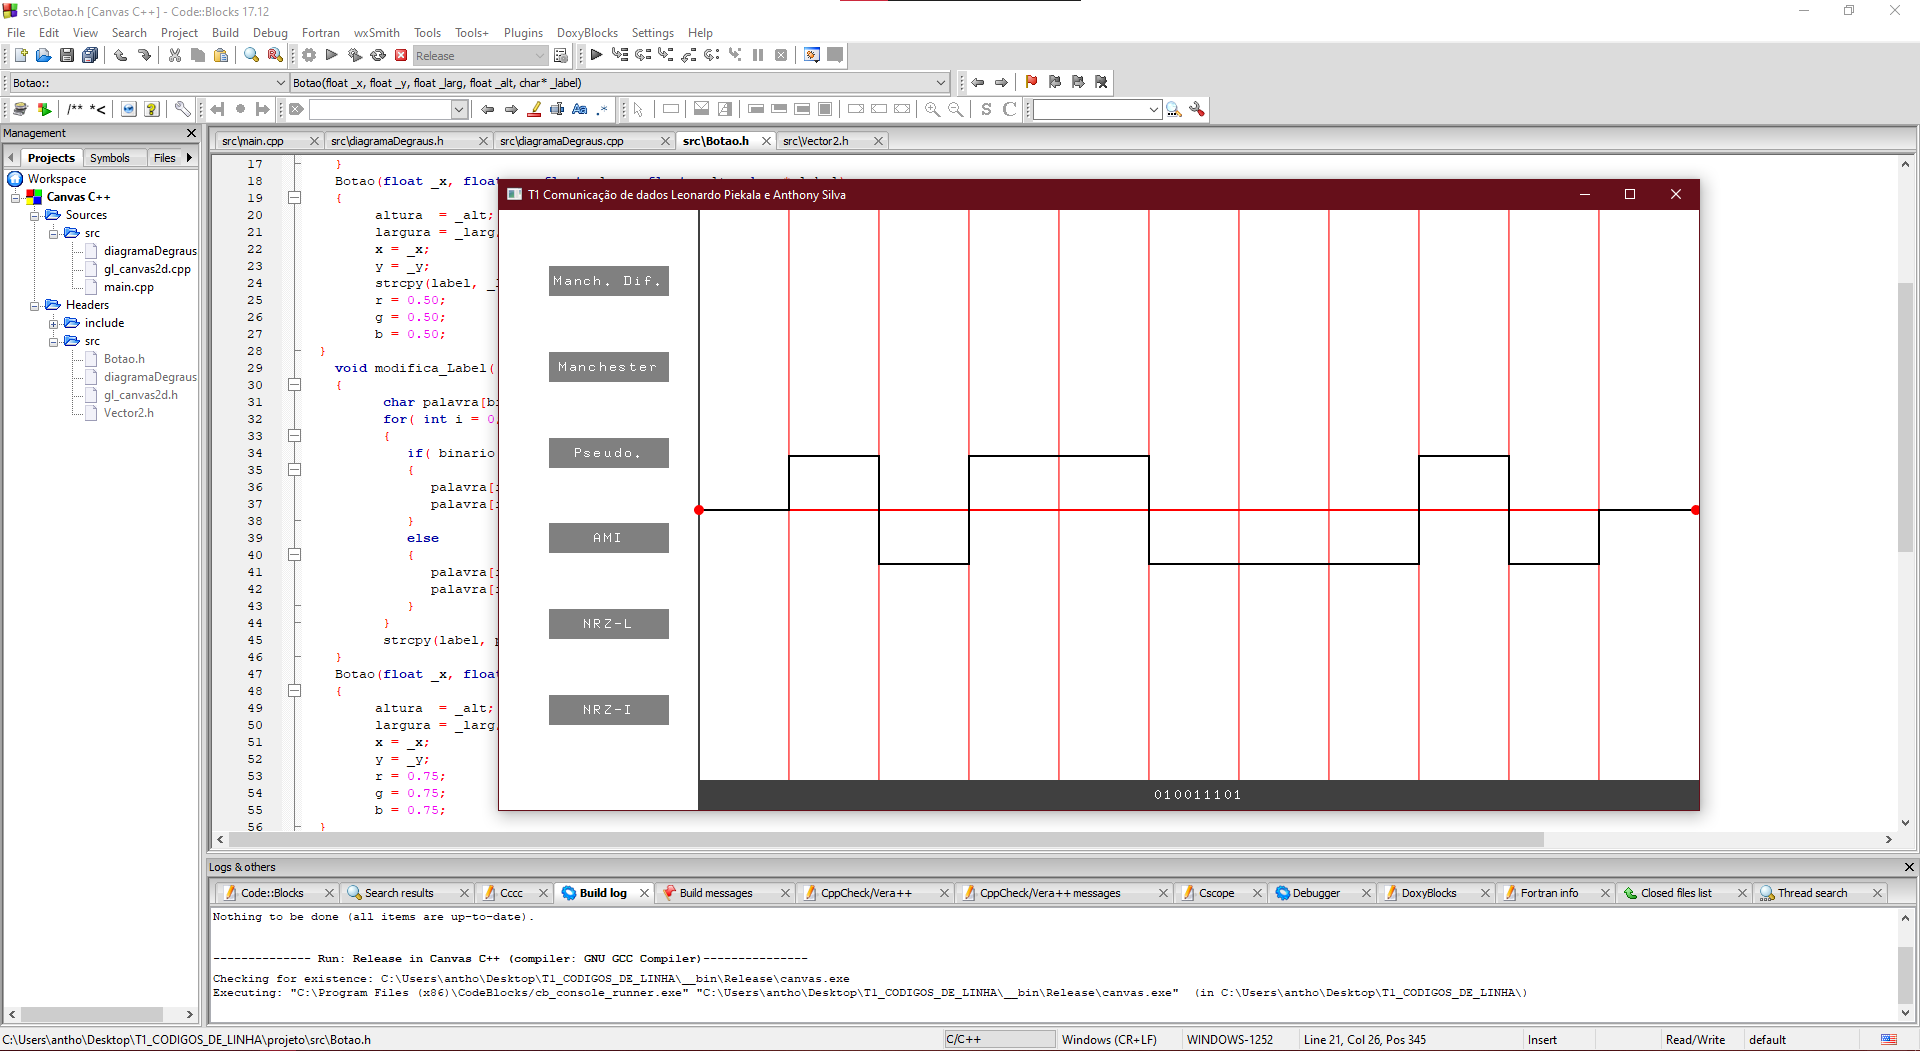 src\Botao.h [Canvas C++] - Code::Blocks 17.12
File Edit View Search Project Build Debug Fortran wxSmith Tools Tools+ Plugins DoxyBlocks Settings Help
Release
Botao:: Botao(float _x, float _y, float _larg, float _alt, char* _label)
/** *<
Aa .*
S C
Management
src\main.cpp src\diagramaDegraus.h src\diagramaDegraus.cpp src\Botao.h src\Vector2.h
Projects Symbols Files
Workspace
Canvas C++
Sources
src
diagramaDegraus
gl_canvas2d.cpp
main.cpp
Headers
include
src
Botao.h
diagramaDegraus
gl_canvas2d.h
Vector2.h
17 }
18 Botao(float _x, float
19 {
20 altura = _alt;
21 largura = _larg
22 x = _x;
23 y = _y;
24 strcpy(label,
25 r = 0.50;
26 g = 0.50;
27 b = 0.50;
28 }
29 void modifica_Label(
30 {
31 char palavra[b
32 for( int i = 0
33 {
34 if( binario
35 {
36 palavra[
37 palavra[
38 }
39 else
40 {
41 palavra[
42 palavra[
43 }
44 }
45 strcpy(label,
46 }
47 Botao(float _x, float
48 {
49 altura = _alt;
50 largura = _larg
51 x = _x;
52 y = _y;
53 r = 0.75;
54 g = 0.75;
55 b = 0.75;
56 }
T1 Comunicação de dados Leonardo Piekala e Anthony Silva
Manch. Dif.
Manchester
Pseudo.
AMI
NRZ-L
NRZ-I
010011101
Logs & others
Code::Blocks Search results Cccc Build log Build messages CppCheck/Vera++ CppCheck/Vera++ messages Cscope Debugger DoxyBlocks Fortran info Closed files list Thread search
Nothing to be done (all items are up-to-date).
-------------- Run: Release in Canvas C++ (compiler: GNU GCC Compiler)---------------
Checking for existence: C:\Users\antho\Desktop\T1_CODIGOS_DE_LINHA\__bin\Release\canvas.exe
Executing: "C:\Program Files (x86)\CodeBlocks/cb_console_runner.exe" "C:\Users\antho\Desktop\T1_CODIGOS_DE_LINHA\__bin\Release\canvas.exe"  (in C:\Users\antho\Desktop\T1_CODIGOS_DE_LINHA\)
C:\Users\antho\Desktop\T1_CODIGOS_DE_LINHA\projeto\src\Botao.h C/C++ Windows (CR+LF) WINDOWS-1252 Line 21, Col 26, Pos 345 Insert Read/Write default